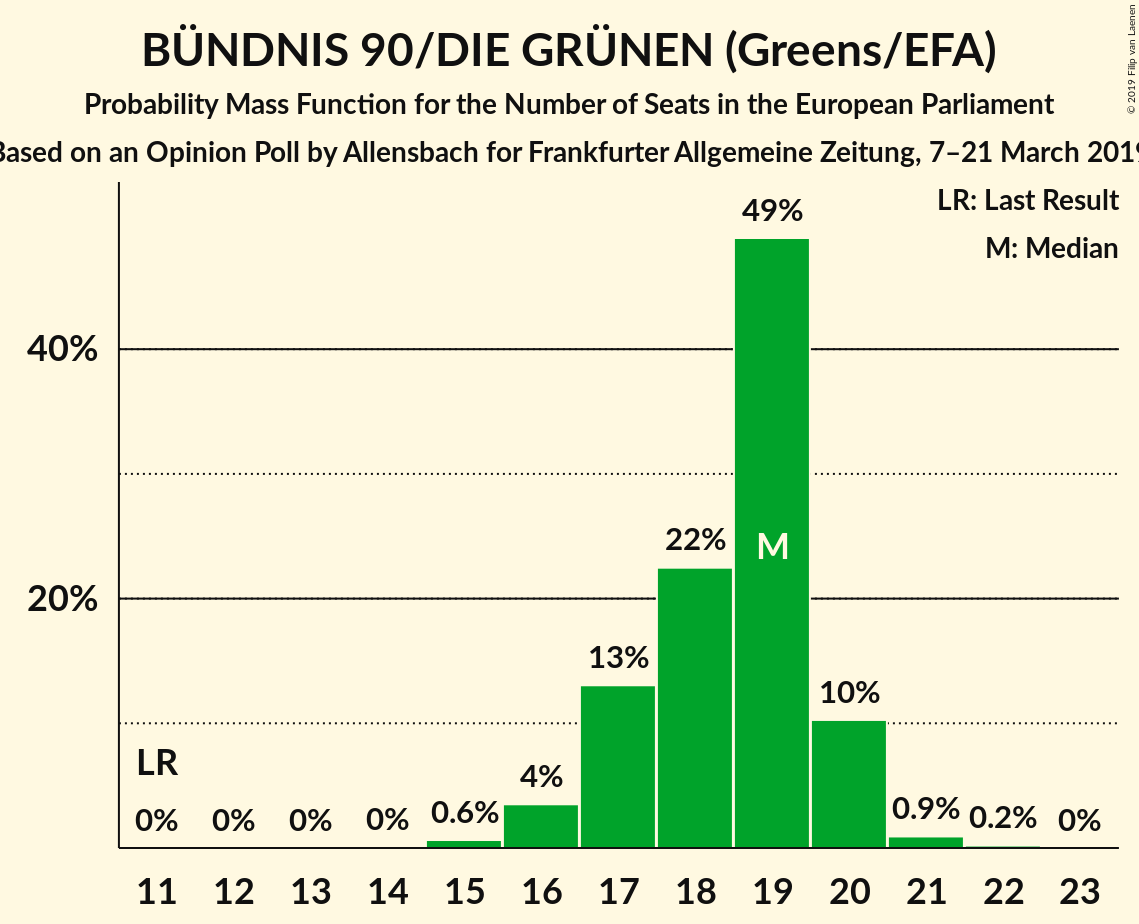 BÜNDNIS 90/DIE GRÜNEN (Greens/EFA)
Probability Mass Function for the Number of Seats in the European Parliament
Based on an Opinion Poll by Allensbach for Frankfurter Allgemeine Zeitung, 7–21 March 2019
© 2019 Filip van Laenen
LR: Last Result
M: Median
49%
40%
22%
M
20%
13%
10%
LR
4%
0% 0% 0% 0% 0.6% 0.9% 0.2% 0%
11 12 13 14 15 16 17 18 19 20 21 22 23